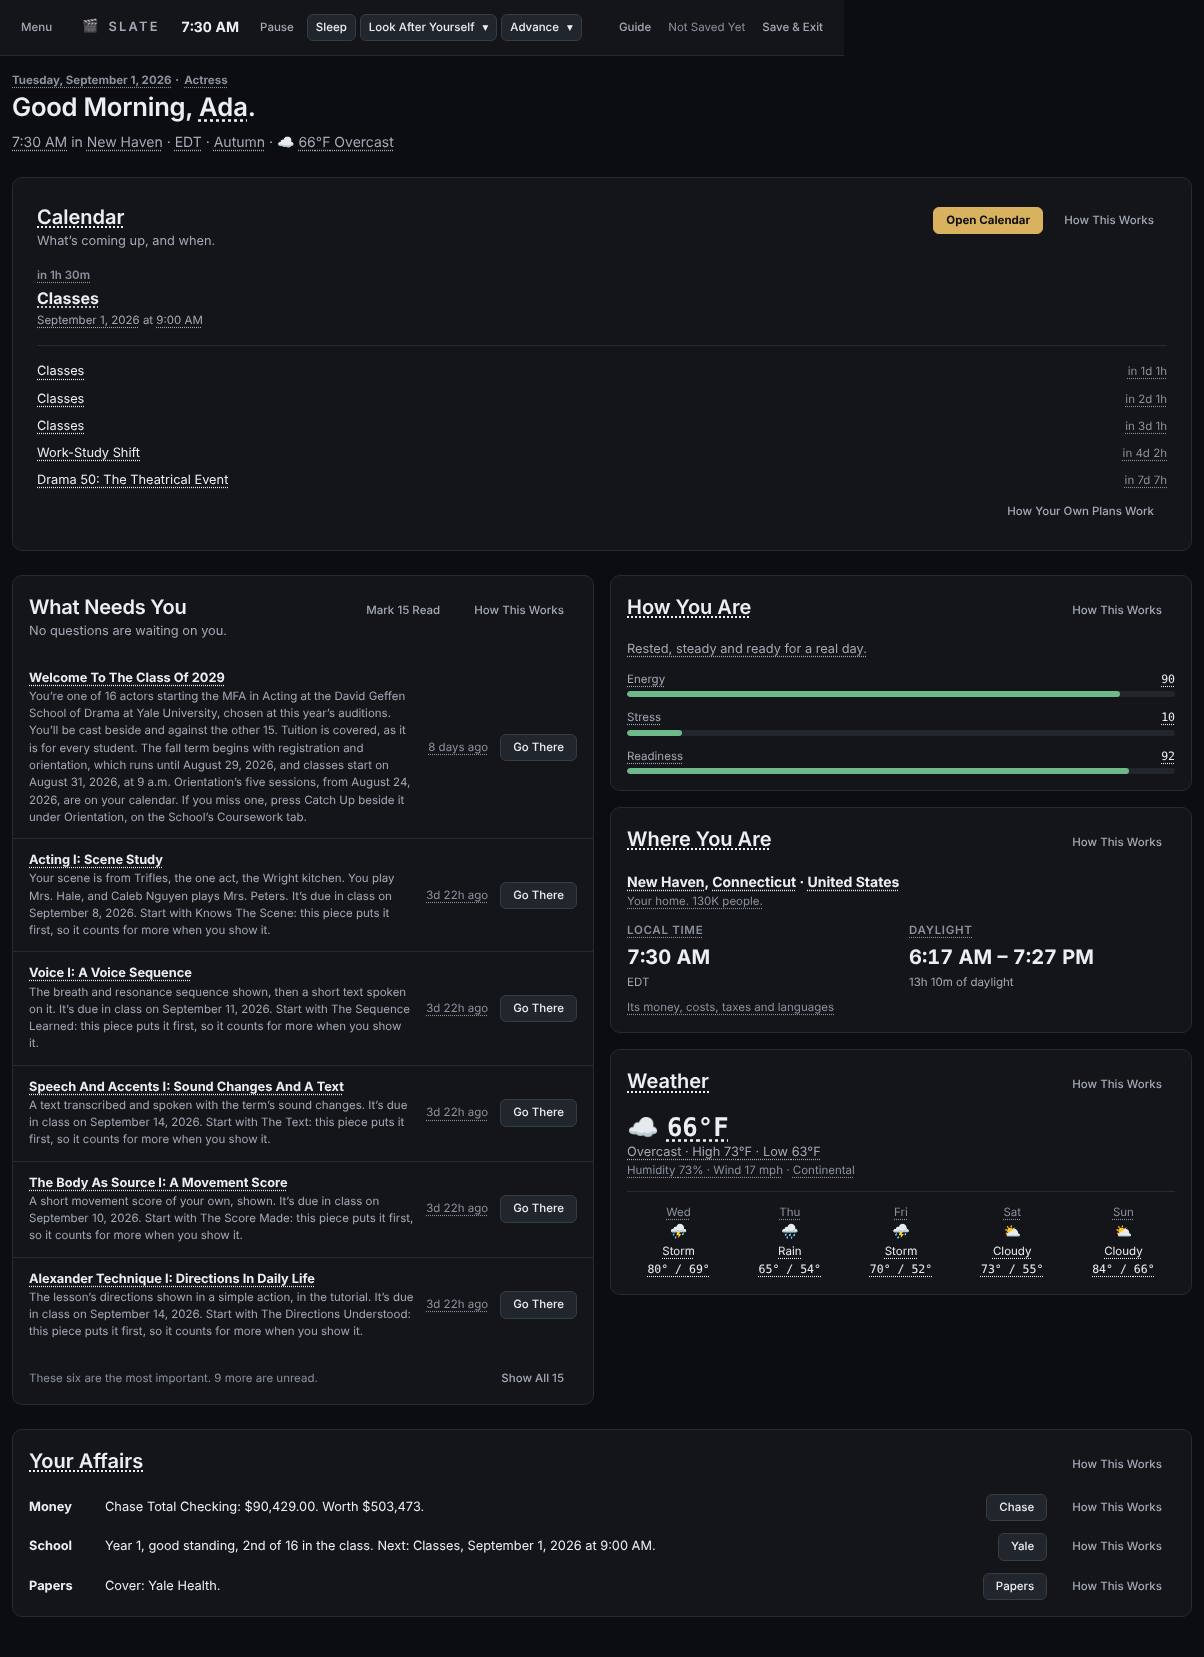 Menu 🎬 SLATE 7:30 AM Pause Sleep Look After Yourself ▾ Advance ▾ Guide Not Saved Yet Save & Exit
Tuesday, September 1, 2026 · Actress
Good Morning, Ada.
7:30 AM in New Haven · EDT · Autumn · ☁️ 66°F Overcast
Calendar
What's coming up, and when.
Open Calendar How This Works
in 1h 30m
Classes
September 1, 2026 at 9:00 AM
Classes in 1d 1h
Classes in 2d 1h
Classes in 3d 1h
Work-Study Shift in 4d 2h
Drama 50: The Theatrical Event in 7d 7h
How Your Own Plans Work
What Needs You
Mark 15 Read How This Works
No questions are waiting on you.
Welcome To The Class Of 2029
You're one of 16 actors starting the MFA in Acting at the David Geffen
School of Drama at Yale University, chosen at this year's auditions.
You'll be cast beside and against the other 15. Tuition is covered, as it
is for every student. The fall term begins with registration and
orientation, which runs until August 29, 2026, and classes start on
August 31, 2026, at 9 a.m. Orientation's five sessions, from August 24,
2026, are on your calendar. If you miss one, press Catch Up beside it
under Orientation, on the School's Coursework tab.
8 days ago Go There
Acting I: Scene Study
Your scene is from Trifles, the one act, the Wright kitchen. You play
Mrs. Hale, and Caleb Nguyen plays Mrs. Peters. It's due in class on
September 8, 2026. Start with Knows The Scene: this piece puts it
first, so it counts for more when you show it.
3d 22h ago Go There
Voice I: A Voice Sequence
The breath and resonance sequence shown, then a short text spoken
on it. It's due in class on September 11, 2026. Start with The Sequence
Learned: this piece puts it first, so it counts for more when you show
it.
3d 22h ago Go There
Speech And Accents I: Sound Changes And A Text
A text transcribed and spoken with the term's sound changes. It's due
in class on September 14, 2026. Start with The Text: this piece puts it
first, so it counts for more when you show it.
3d 22h ago Go There
The Body As Source I: A Movement Score
A short movement score of your own, shown. It's due in class on
September 10, 2026. Start with The Score Made: this piece puts it first,
so it counts for more when you show it.
3d 22h ago Go There
Alexander Technique I: Directions In Daily Life
The lesson's directions shown in a simple action, in the tutorial. It's due
in class on September 14, 2026. Start with The Directions Understood:
this piece puts it first, so it counts for more when you show it.
3d 22h ago Go There
These six are the most important. 9 more are unread. Show All 15
How You Are How This Works
Rested, steady and ready for a real day.
Energy 90
Stress 10
Readiness 92
Where You Are How This Works
New Haven, Connecticut · United States
Your home. 130K people.
LOCAL TIME DAYLIGHT
7:30 AM 6:17 AM – 7:27 PM
EDT 13h 10m of daylight
Its money, costs, taxes and languages
Weather How This Works
☁️ 66°F
Overcast · High 73°F · Low 63°F
Humidity 73% · Wind 17 mph · Continental
Wed Thu Fri Sat Sun
Storm Rain Storm Cloudy Cloudy
80° / 69° 65° / 54° 70° / 52° 73° / 55° 84° / 66°
Your Affairs How This Works
Money Chase Total Checking: $90,429.00. Worth $503,473. Chase How This Works
School Year 1, good standing, 2nd of 16 in the class. Next: Classes, September 1, 2026 at 9:00 AM. Yale How This Works
Papers Cover: Yale Health. Papers How This Works